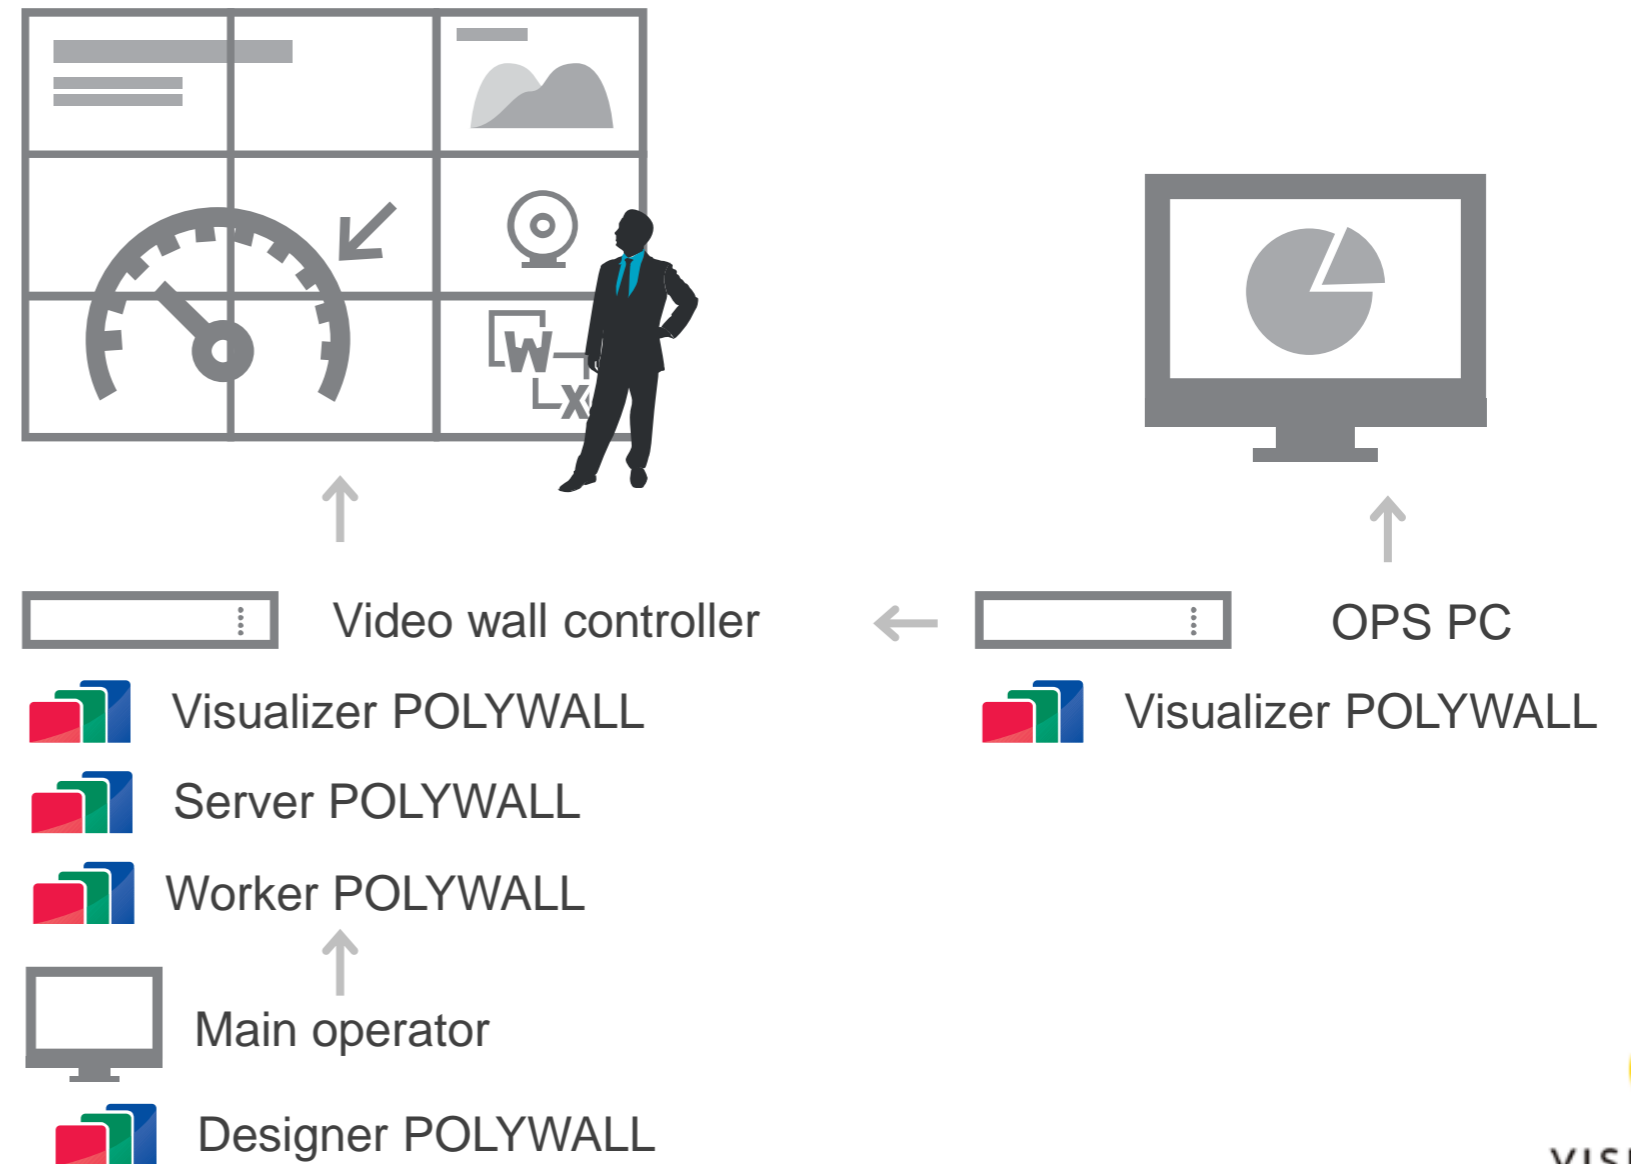 W
X
Video wall controller
OPS PC
Visualizer POLYWALL
Visualizer POLYWALL
Server POLYWALL
Worker POLYWALL
Main operator
Designer POLYWALL